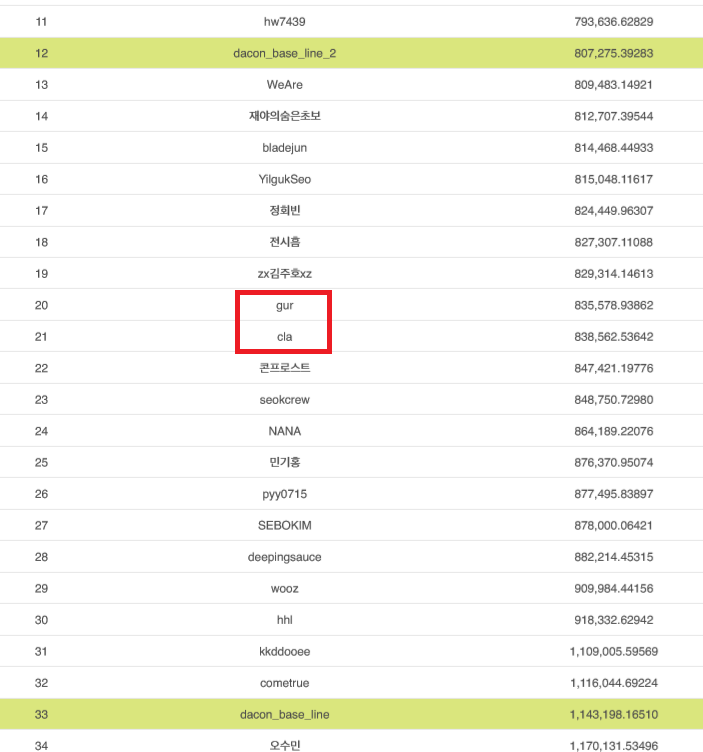 11 hw7439 793,636.62829
12 dacon_base_line_2 807,275.39283
13 WeAre 809,483.14921
14 재야의숨은초보 812,707.39544
15 bladejun 814,468.44933
16 YilgukSeo 815,048.11617
17 정회빈 824,449.96307
18 전시흠 827,307.11088
19 zx김주호xz 829,314.14613
20 gur 835,578.93862
21 cla 838,562.53642
22 콘프로스트 847,421.19776
23 seokcrew 848,750.72980
24 NANA 864,189.22076
25 민기홍 876,370.95074
26 pyy0715 877,495.83897
27 SEBOKIM 878,000.06421
28 deepingsauce 882,214.45315
29 wooz 909,984.44156
30 hhl 918,332.62942
31 kkddooee 1,109,005.59569
32 cometrue 1,116,044.69224
33 dacon_base_line 1,143,198.16510
34 오수민 1,170,131.53496